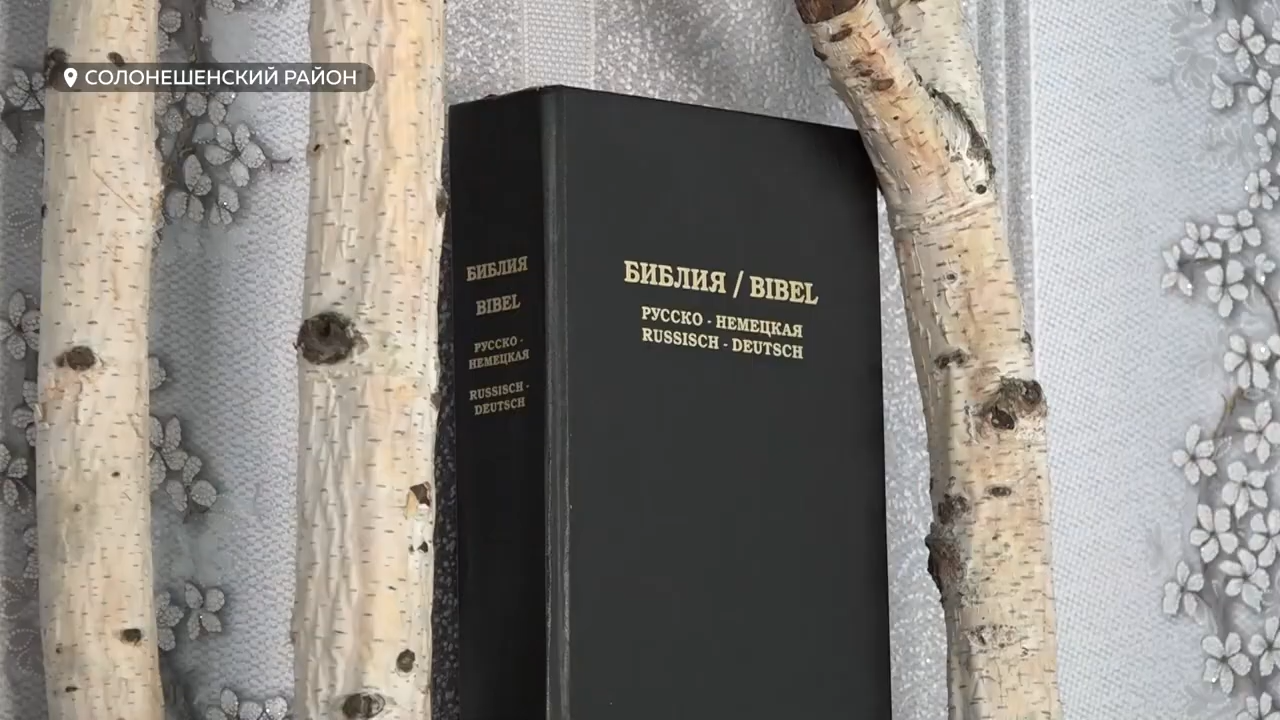 СОЛОНЕШЕНСКИЙ РАЙОН
БИБЛИЯ
BIBEL
РУССКО -
НЕМЕЦКАЯ
RUSSISCH -
DEUTSCH
БИБЛИЯ / BIBEL
РУССКО - НЕМЕЦКАЯ
RUSSISCH - DEUTSCH